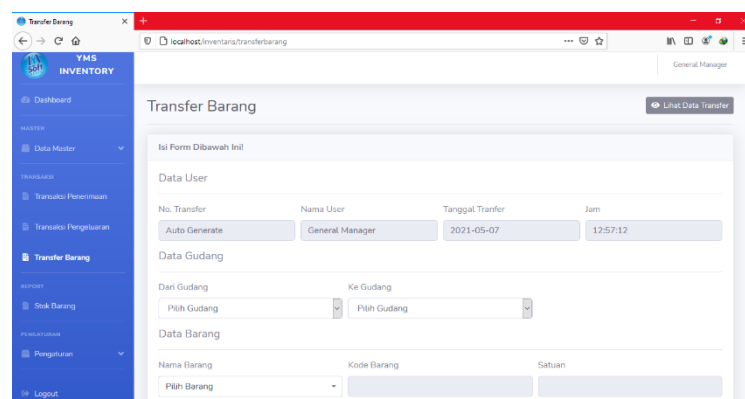 Transfer Barang
localhost/inventaris/transferbarang
Soft
YMS
INVENTORY
General Manager
Dashboard
Transfer Barang
Lihat Data Transfer
MASTER
Data Master
Isi Form Dibawah Ini!
Data User
TRANSAKSI
Transaksi Penerimaan
No. Transfer Nama User Tanggal Tranfer Jam
Transaksi Pengeluaran
Auto Generate General Manager 2021-05-07 12:57:12
Transfer Barang
Data Gudang
REPORT
Dari Gudang Ke Gudang
Stok Barang
Pilih Gudang Pilih Gudang
PENGATURAN
Data Barang
Pengaturan
Nama Barang Kode Barang Satuan
Pilih Barang
Logout